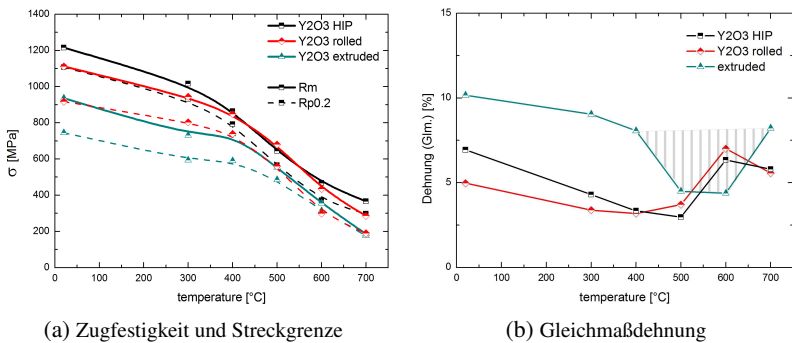 Y2O3 HIP
Y2O3 rolled
Y2O3 extruded
Rm
Rp0.2
1400
1200
1000
800
600
400
200
0
σ [MPa]
0 100 200 300 400 500 600 700
temperature [°C]
(a) Zugfestigkeit und Streckgrenze
Y2O3 HIP
Y2O3 rolled
extruded
15
10
5
0
Dehnung (Glm.) [%]
0 100 200 300 400 500 600 700
temperature [°C]
(b) Gleichmaßdehnung